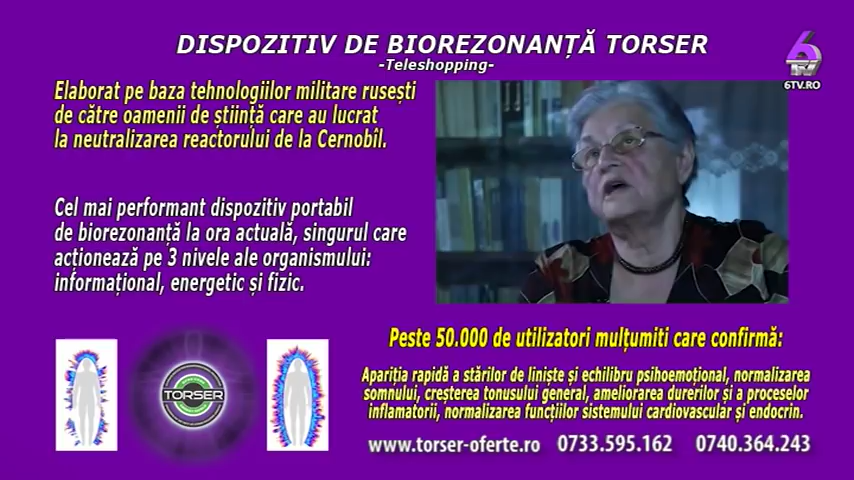 DISPOZITIV DE BIOREZONANȚĂ TORSER
-Teleshopping-
6TV.RO
Elaborat pe baza tehnologiilor militare rusești
de către oamenii de știință care au lucrat
la neutralizarea reactorului de la Cernobîl.
Cel mai performant dispozitiv portabil
de biorezonanță la ora actuală, singurul care
acționează pe 3 nivele ale organismului:
informațional, energetic și fizic.
TORSER
Peste 50.000 de utilizatori mulțumiti care confirmă:
Apariția rapidă a stărilor de liniște și echilibru psihoemoțional, normalizarea
somnului, creșterea tonusului general, ameliorarea durerilor și a proceselor
inflamatorii, normalizarea funcțiilor sistemului cardiovascular și endocrin.
www.torser-oferte.ro 0733.595.162 0740.364.243